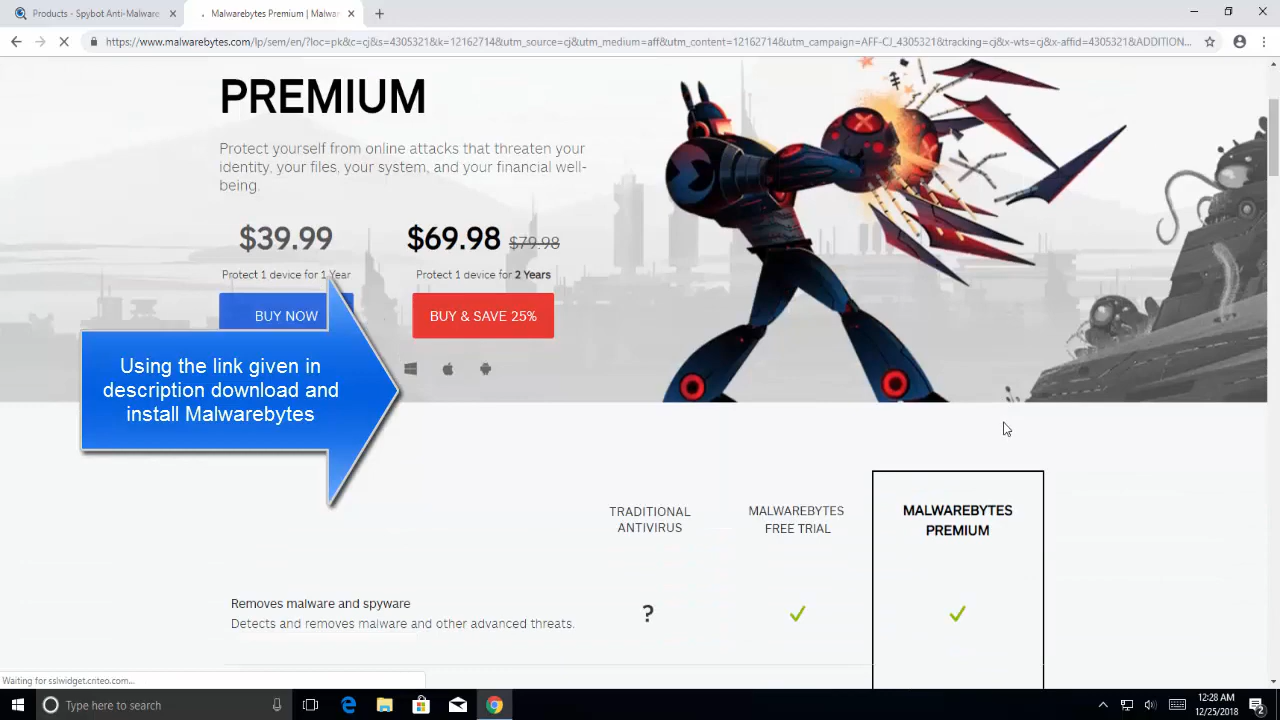 Products - Spybot Anti-Malware
Malwarebytes Premium | Malwar
https://www.malwarebytes.com/lp/sem/en/?loc=pk&c=cj&s=4305321&k=12162714&utm_source=cj&utm_medium=aff&utm_content=12162714&utm_campaign=AFF-CJ_4305321&tracking=cj&x-wts=cj&x-affid=4305321&ADDITION...
PREMIUM
Protect yourself from online attacks that threaten your
identity, your files, your system, and your financial well-
being.
$39.99
$69.98 $79.98
Protect 1 device for 1 Year
Protect 1 device for 2 Years
BUY NOW
BUY & SAVE 25%
Using the link given in
description download and
install Malwarebytes
TRADITIONAL
ANTIVIRUS
MALWAREBYTES
FREE TRIAL
MALWAREBYTES
PREMIUM
Removes malware and spyware
Detects and removes malware and other advanced threats.
?
Waiting for sslwidget.criteo.com...
Type here to search
12:28 AM
12/25/2018
2